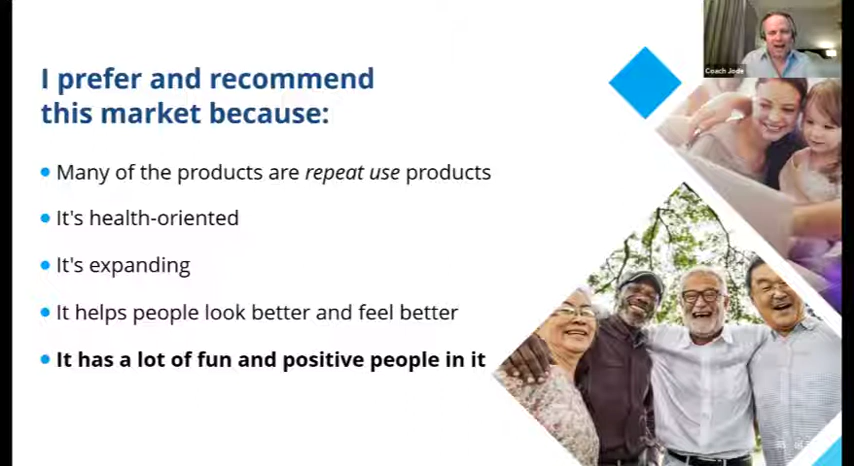 Coach Jode
I prefer and recommend
this market because:
Many of the products are repeat use products
It's health-oriented
It's expanding
It helps people look better and feel better
It has a lot of fun and positive people in it